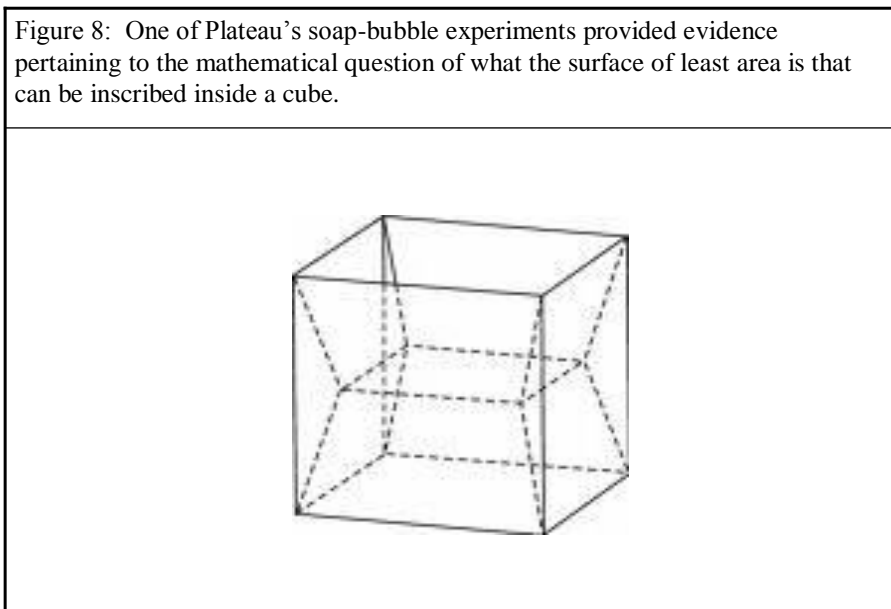 Figure 8:  One of Plateau’s soap-bubble experiments provided evidence
pertaining to the mathematical question of what the surface of least area is that
can be inscribed inside a cube.